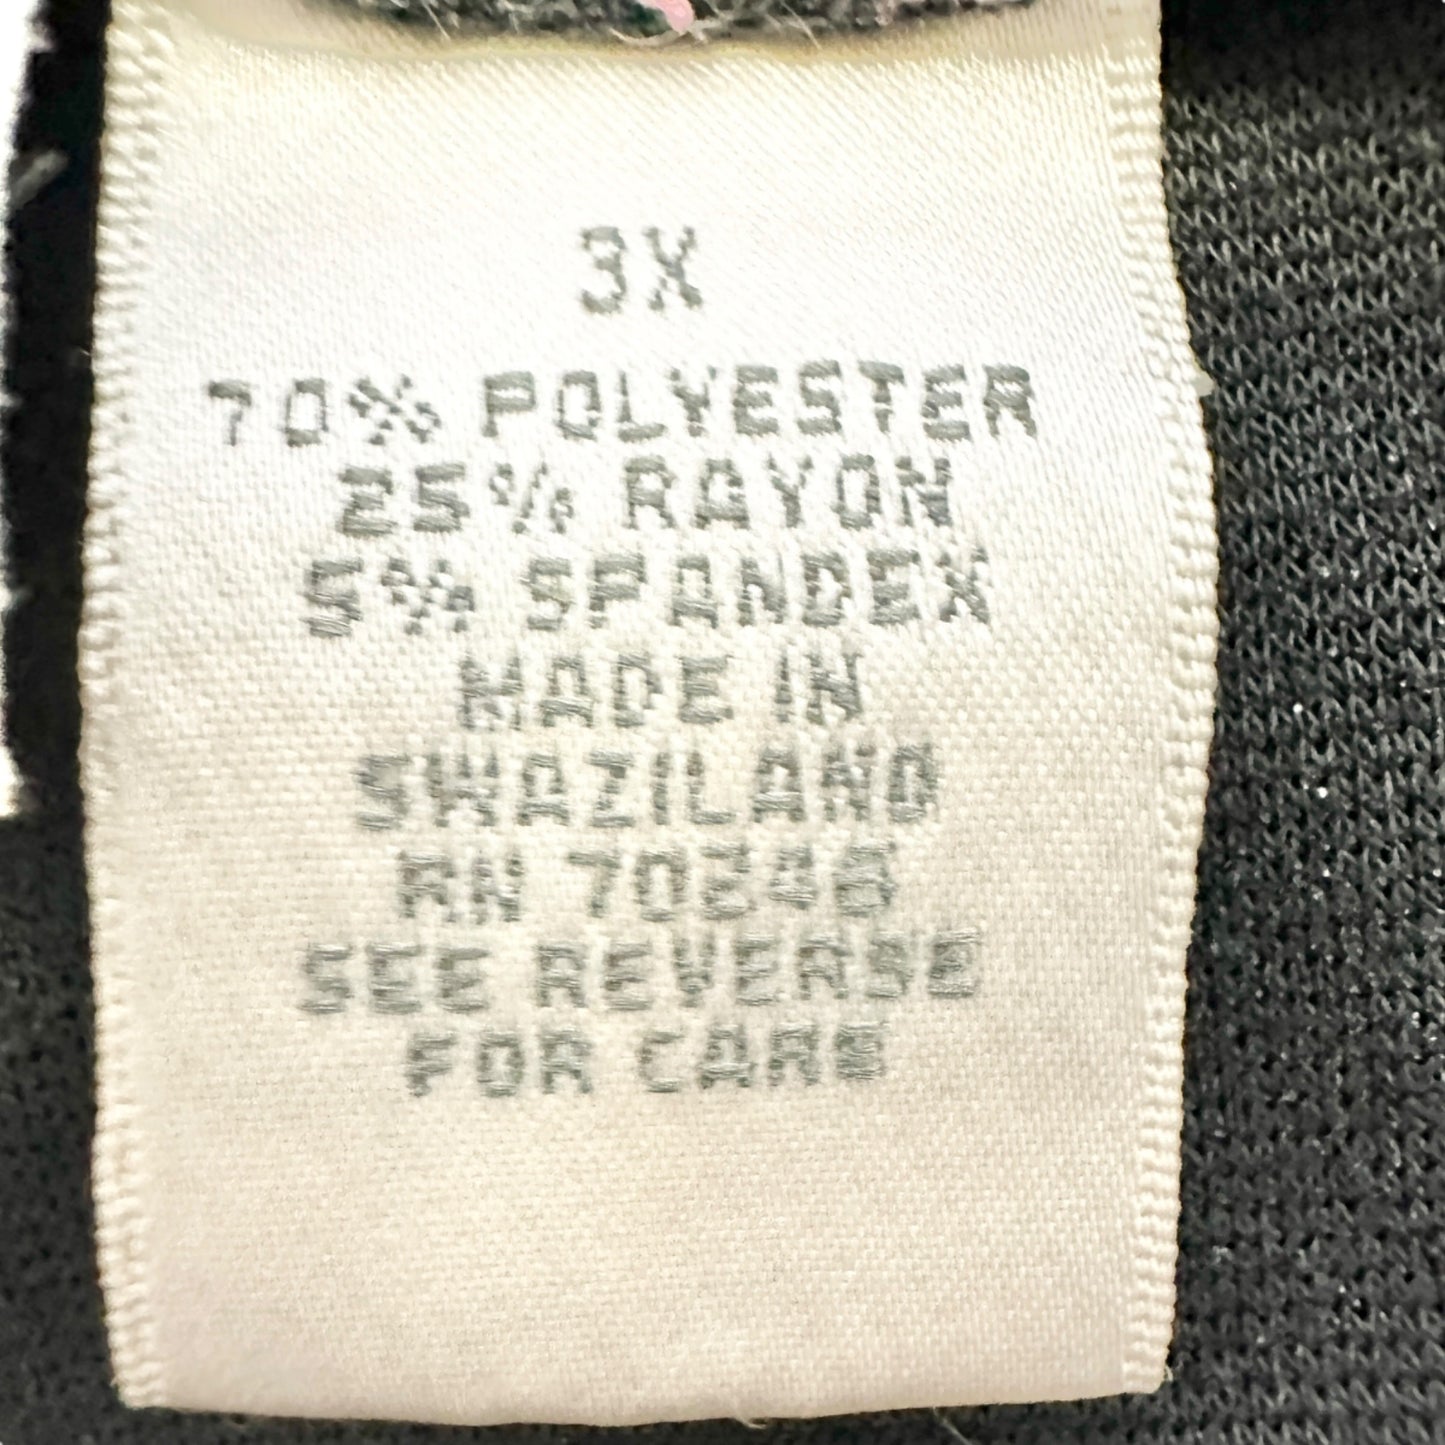 3X
70% POLYESTER
25% RAYON
5% SPANDEX
MADE IN
SWAZILAND
RN 70246
SEE REVERSE
FOR CARE